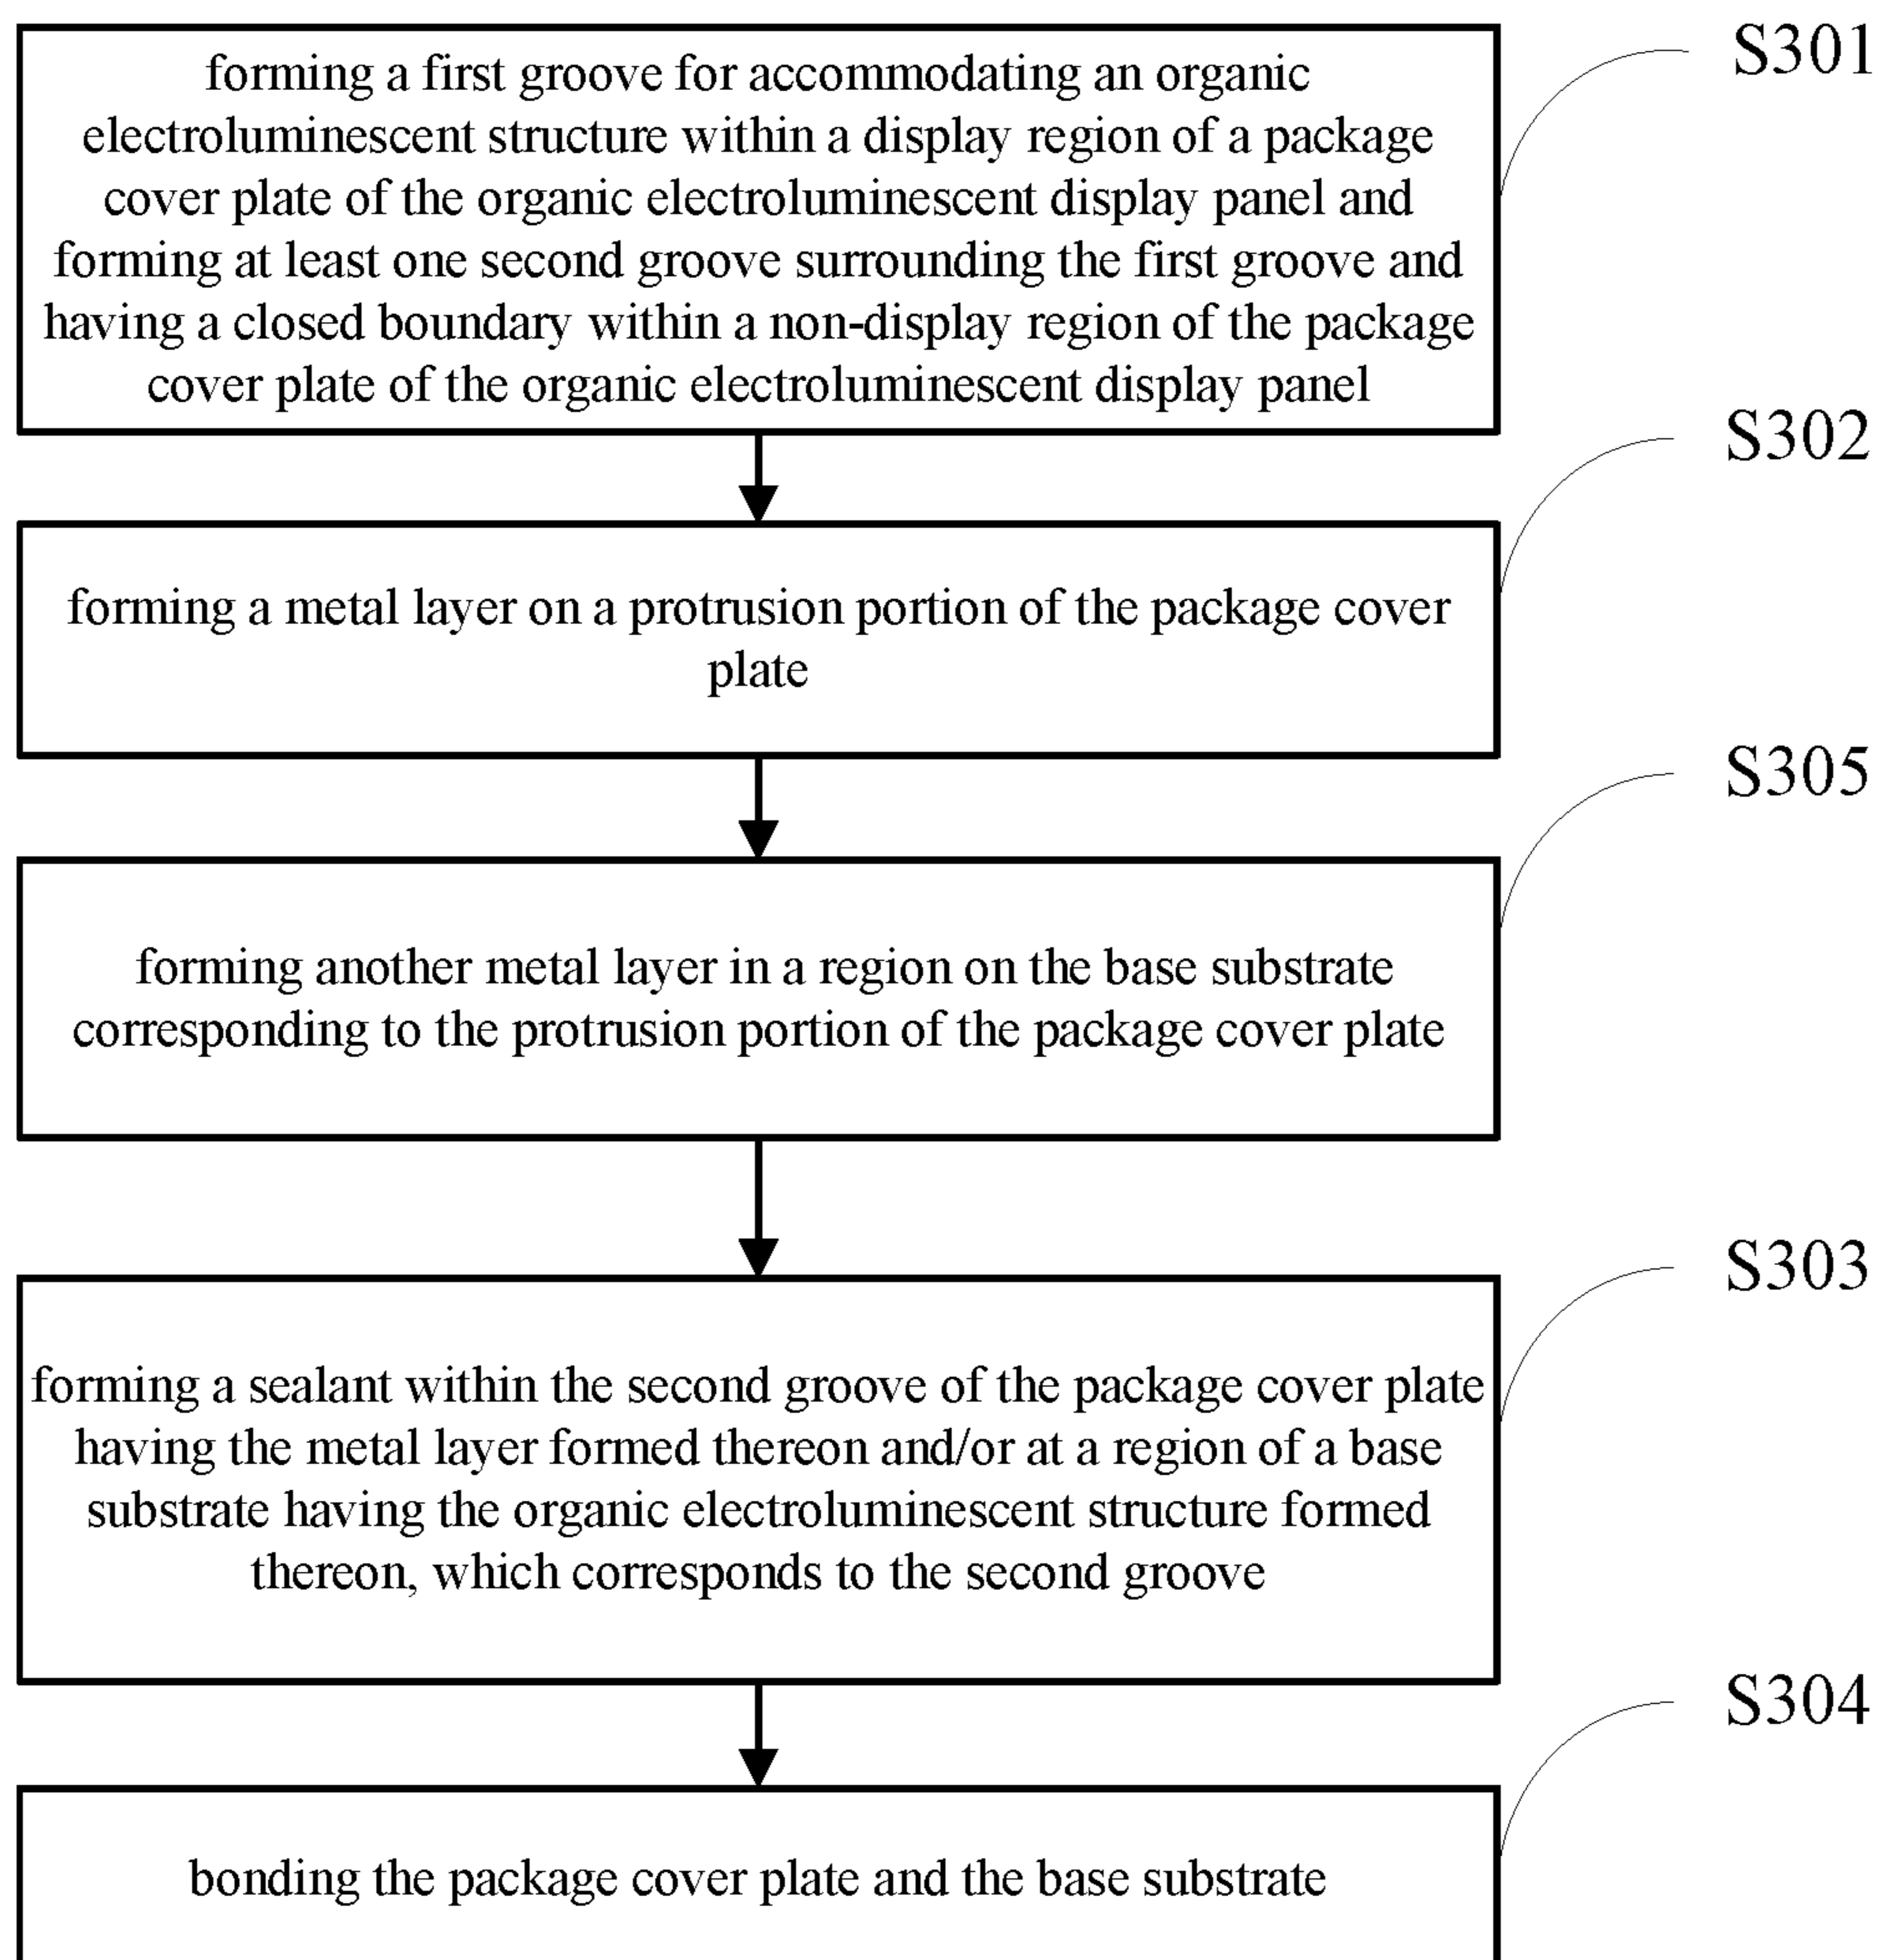 forming a first groove for accommodating an organic
electroluminescent structure within a display region of a package
cover plate of the organic electroluminescent display panel and
forming at least one second groove surrounding the first groove and
having a closed boundary within a non-display region of the package
cover plate of the organic electroluminescent display panel
S301
forming a metal layer on a protrusion portion of the package cover
plate
S302
forming another metal layer in a region on the base substrate
corresponding to the protrusion portion of the package cover plate
S305
forming a sealant within the second groove of the package cover plate
having the metal layer formed thereon and/or at a region of a base
substrate having the organic electroluminescent structure formed
thereon, which corresponds to the second groove
S303
bonding the package cover plate and the base substrate
S304